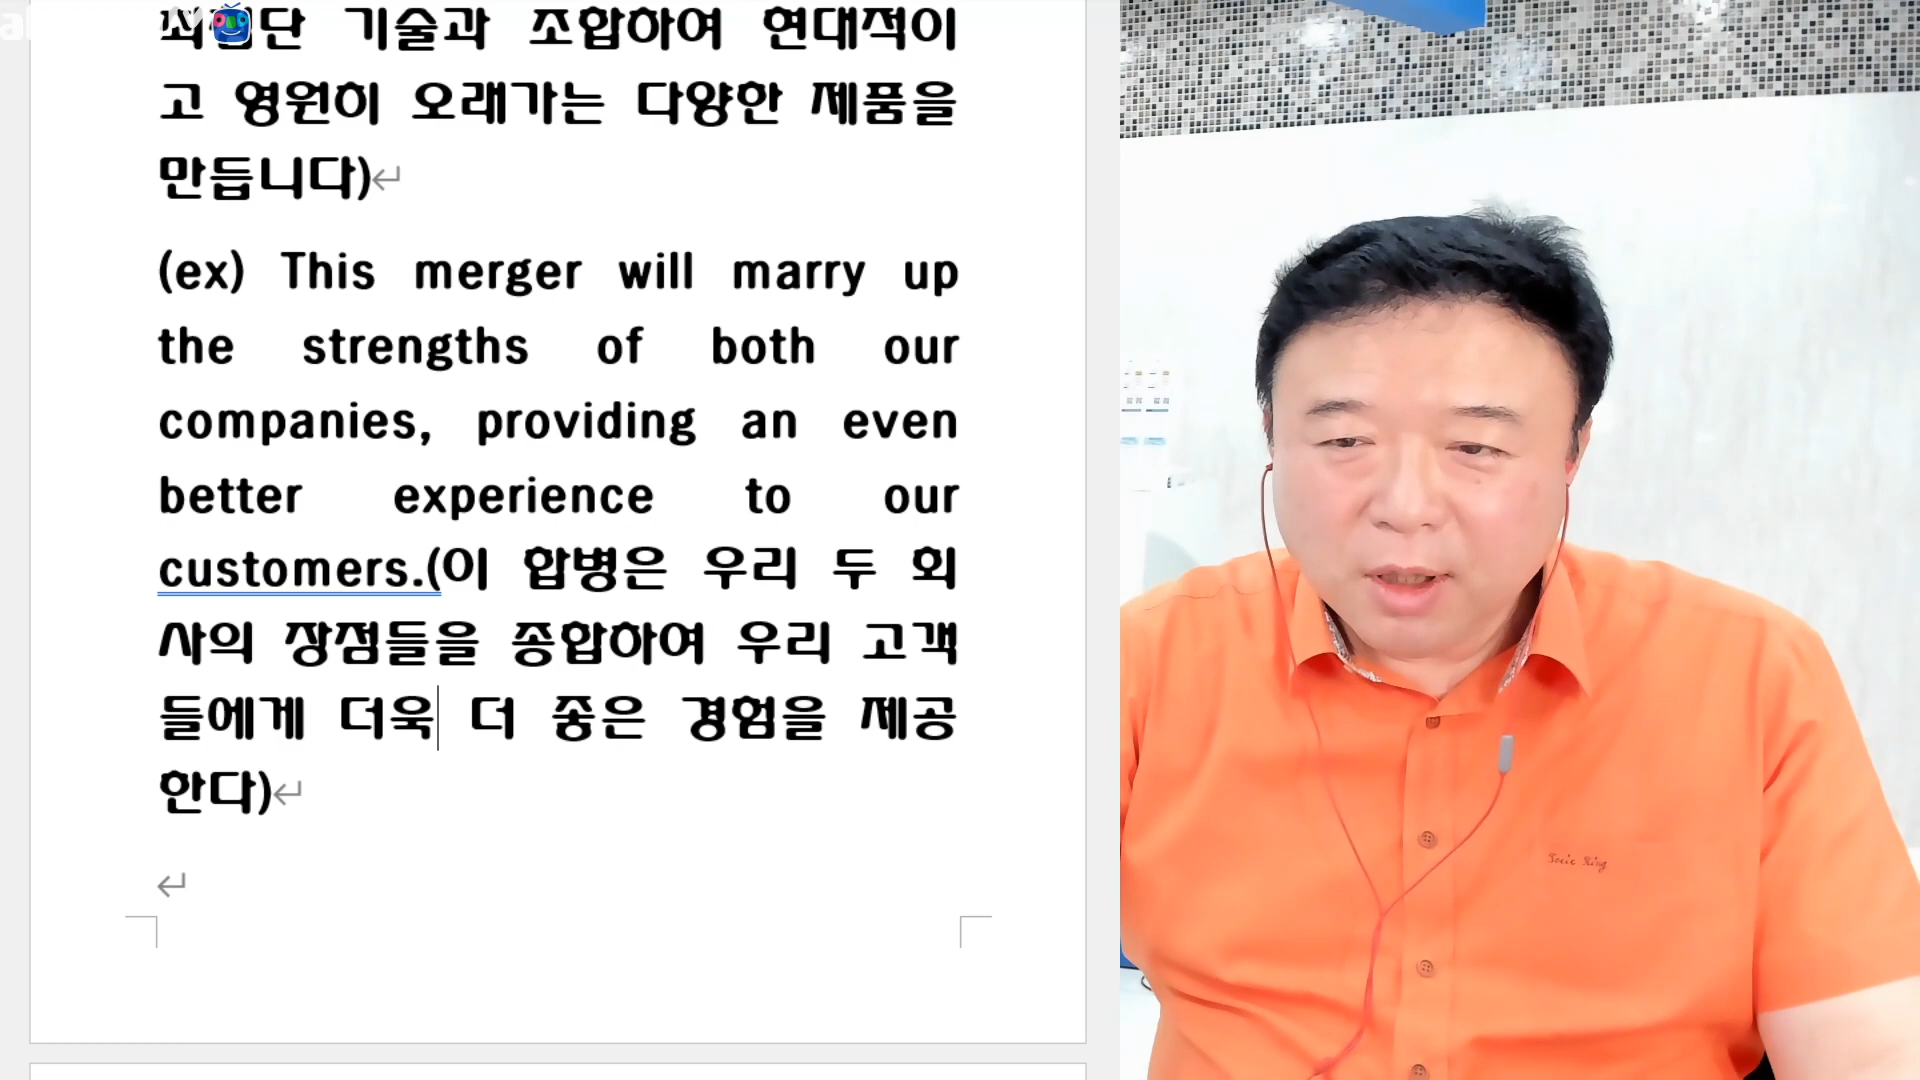 최첨단 기술과 조합하여 현대적이
고 영원히 오래가는 다양한 제품을
만듭니다)
(ex) This merger will marry up
the strengths of both our
companies, providing an even
better experience to our
customers.(이 합병은 우리 두 회
사의 장점들을 종합하여 우리 고객
들에게 더욱 더 좋은 경험을 제공
한다)